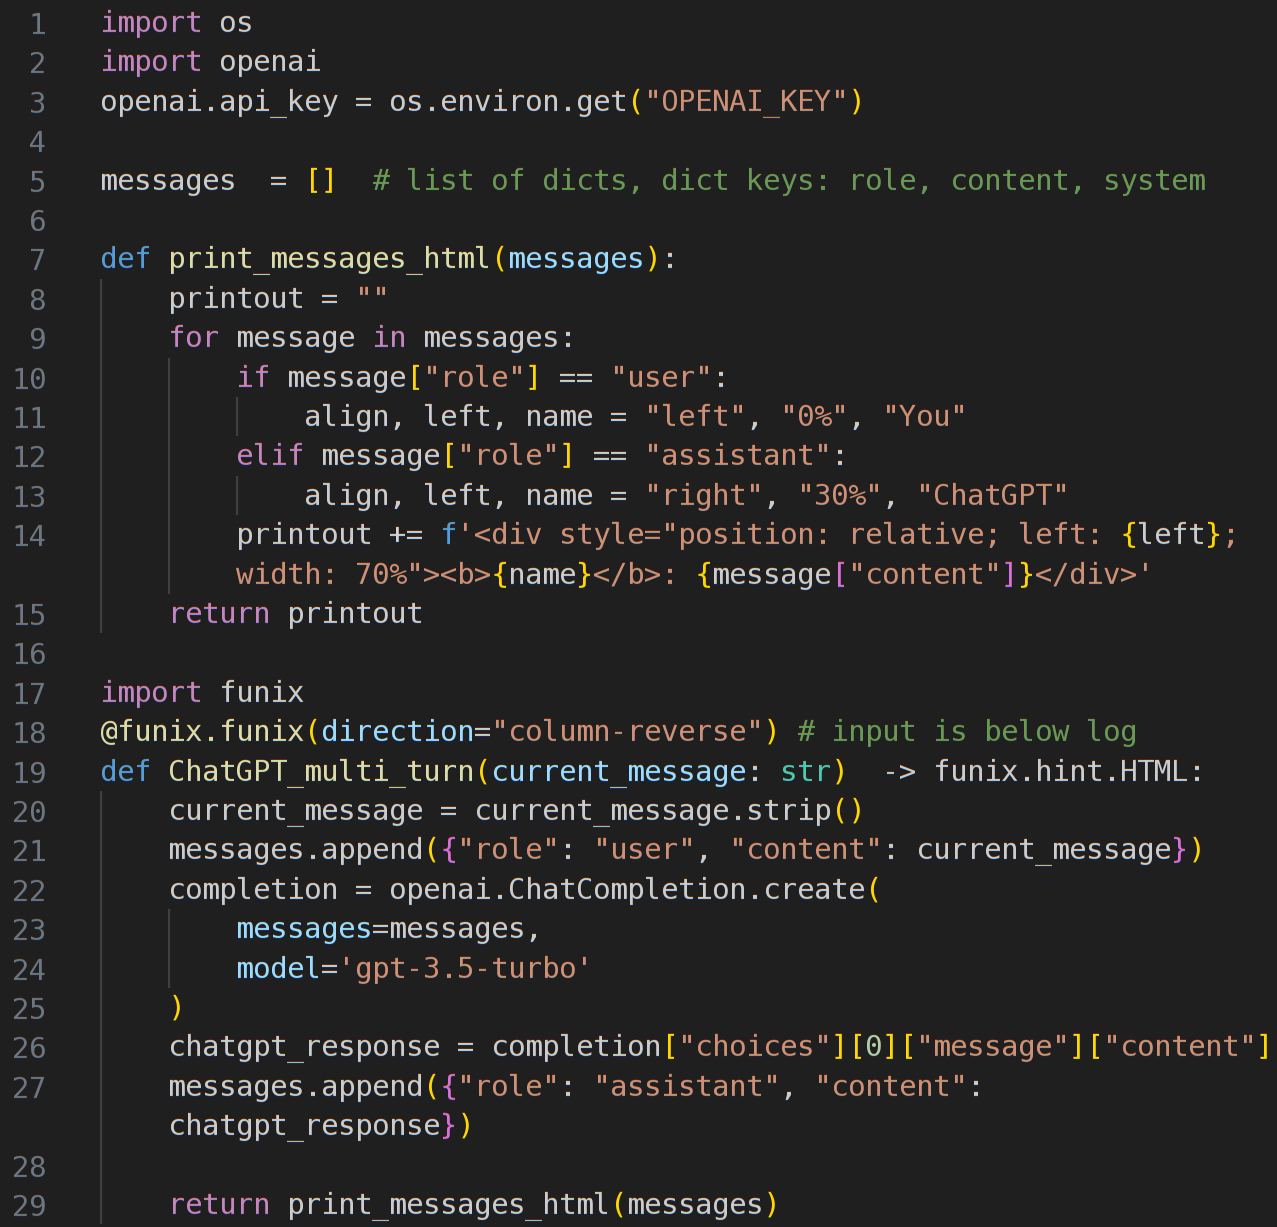 1 import os
2 import openai
3 openai.api_key = os.environ.get("OPENAI_KEY")
4
5 messages  = []  # list of dicts, dict keys: role, content, system
6
7 def print_messages_html(messages):
8     printout = ""
9     for message in messages:
10         if message["role"] == "user":
11             align, left, name = "left", "0%", "You"
12         elif message["role"] == "assistant":
13             align, left, name = "right", "30%", "ChatGPT"
14         printout += f'<div style="position: relative; left: {left};
        width: 70%"><b>{name}</b>: {message["content"]}</div>'
15     return printout
16
17 import funix
18 @funix.funix(direction="column-reverse") # input is below log
19 def ChatGPT_multi_turn(current_message: str)  -> funix.hint.HTML:
20     current_message = current_message.strip()
21     messages.append({"role": "user", "content": current_message})
22     completion = openai.ChatCompletion.create(
23         messages=messages,
24         model='gpt-3.5-turbo'
25     )
26     chatgpt_response = completion["choices"][0]["message"]["content"]
27     messages.append({"role": "assistant", "content":
    chatgpt_response})
28
29     return print_messages_html(messages)